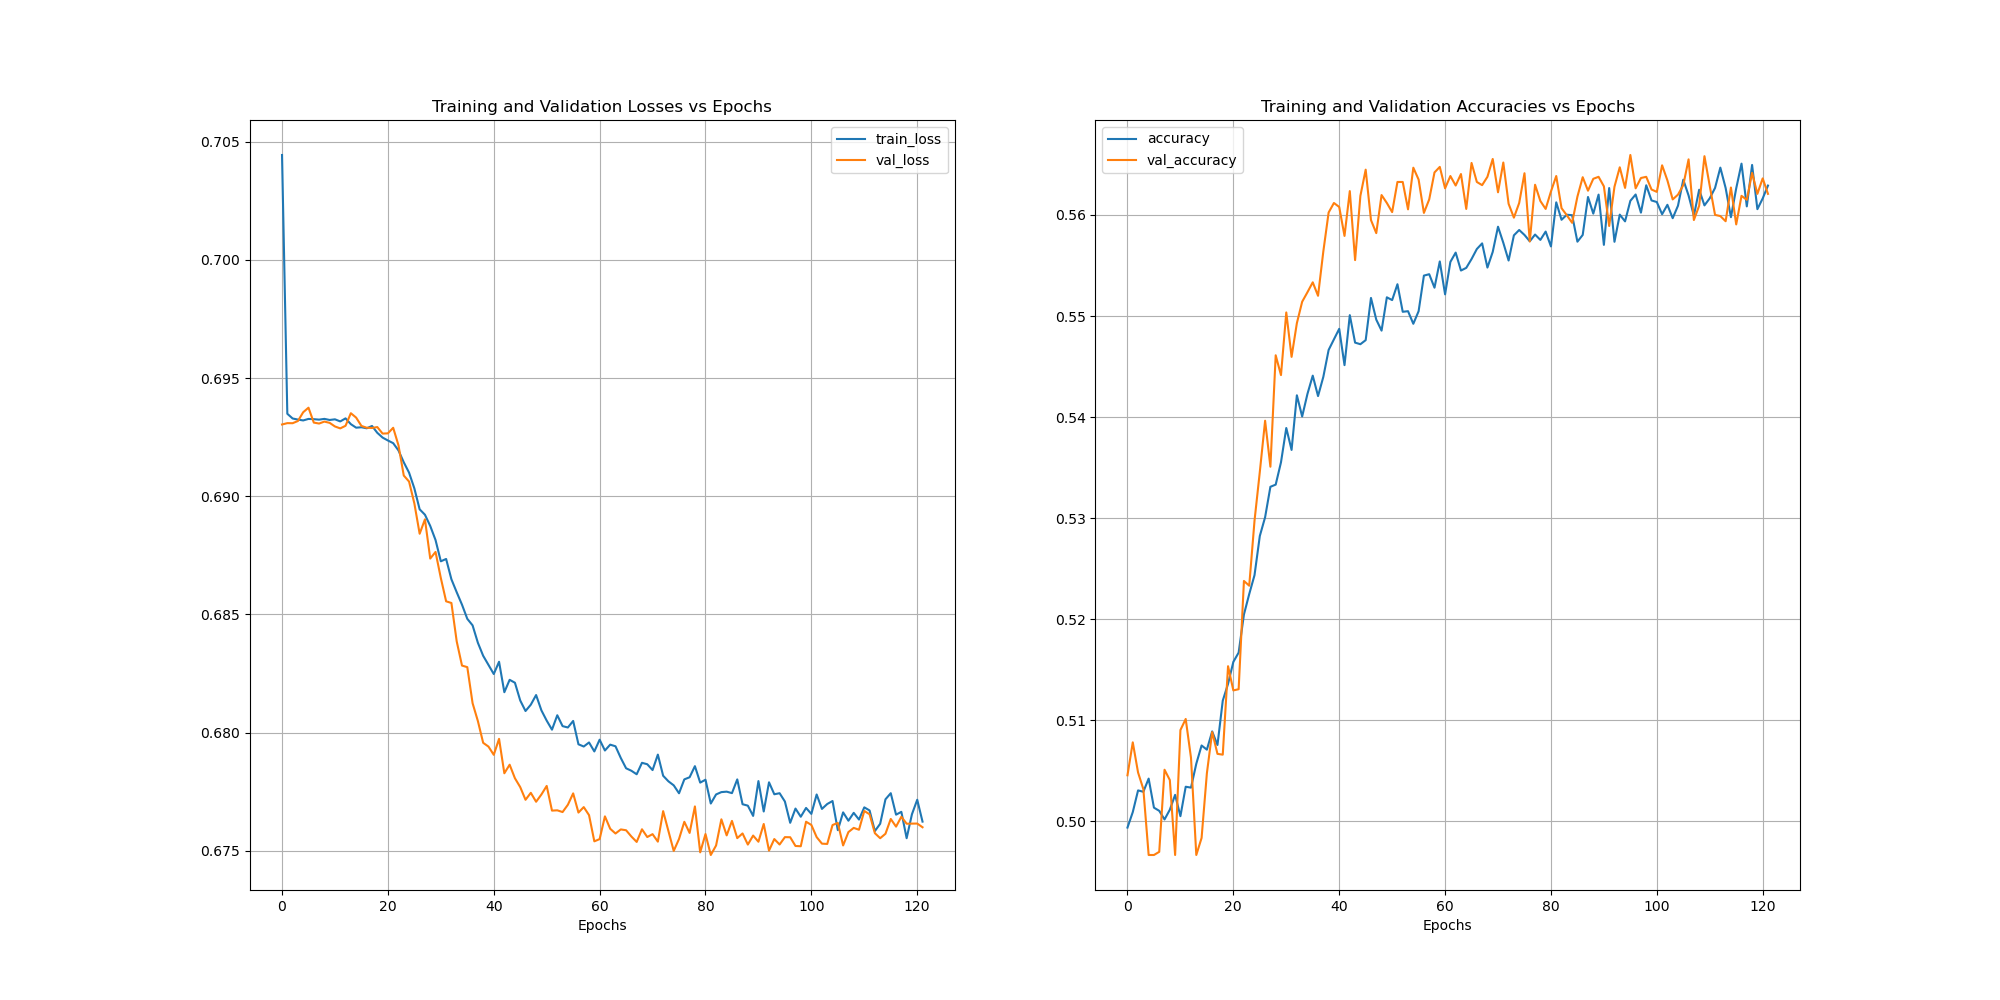 Training and Validation Losses vs Epochs
train_loss
val_loss
0.705
0.700
0.695
0.690
0.685
0.680
0.675
0 20 40 60 80 100 120
Epochs
Training and Validation Accuracies vs Epochs
accuracy
val_accuracy
0.56
0.55
0.54
0.53
0.52
0.51
0.50
0 20 40 60 80 100 120
Epochs